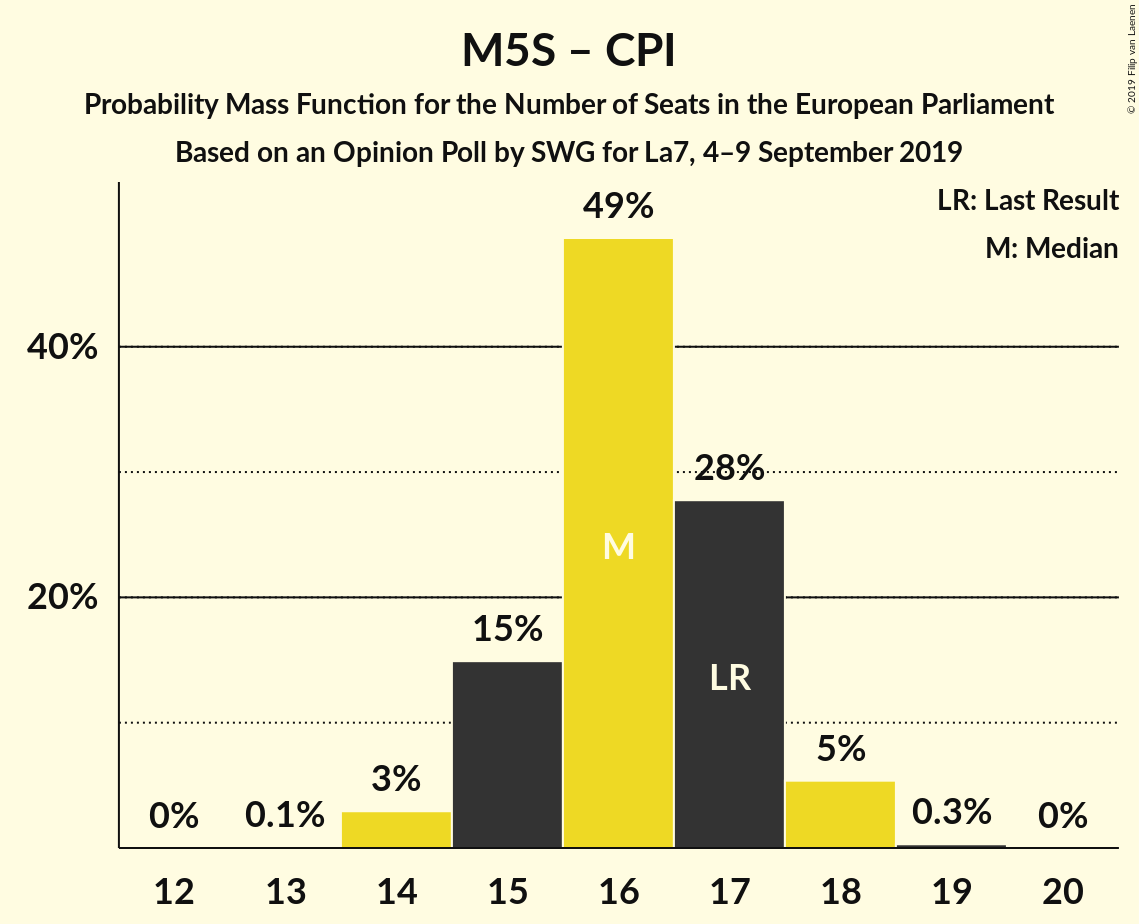 M5S – CPI
Probability Mass Function for the Number of Seats in the European Parliament
Based on an Opinion Poll by SWG for La7, 4–9 September 2019
© 2019 Filip van Laenen
LR: Last Result
M: Median
49%
40%
28%
M
20%
15%
LR
5%
3%
0%
0.1%
0.3%
0%
12 13 14 15 16 17 18 19 20